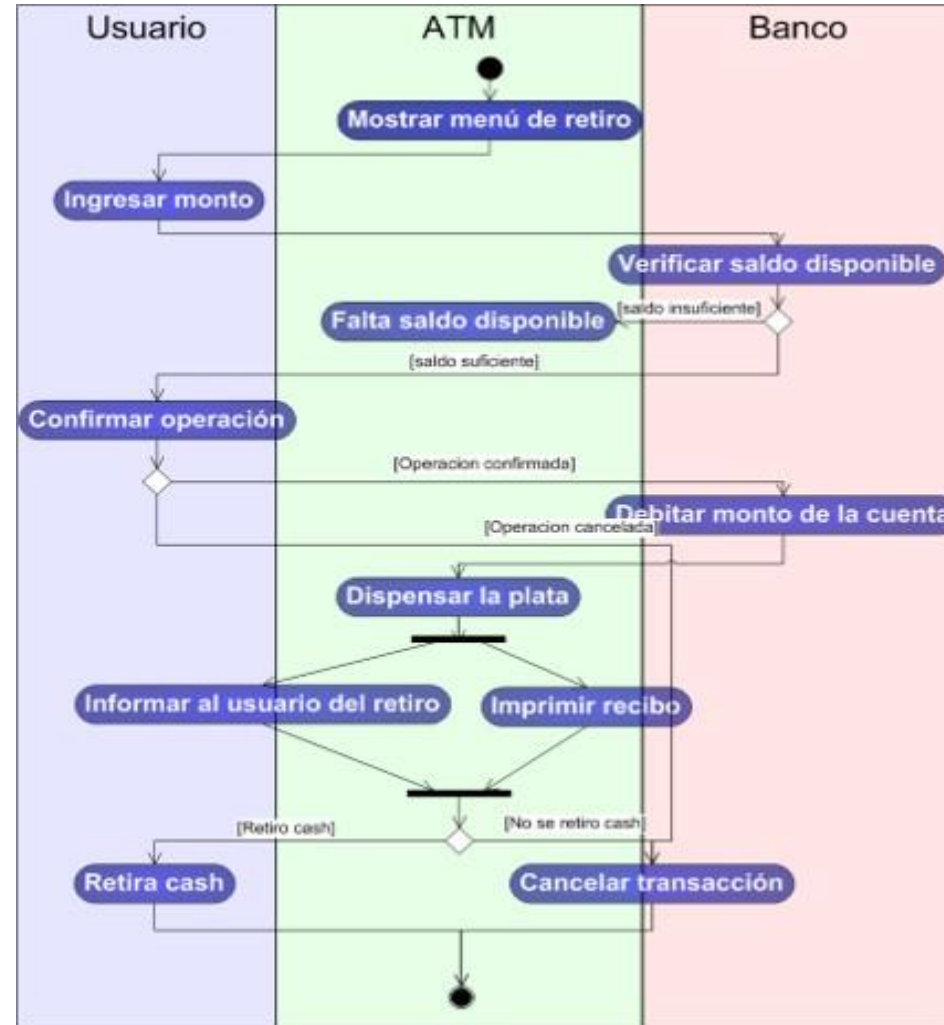 Usuario
ATM
Banco
Mostrar menú de retiro
Ingresar monto
Verificar saldo disponible
[saldo insuficiente]
Falta saldo disponible
[saldo suficiente]
Confirmar operación
[Operacion confirmada]
Debitar monto de la cuenta
[Operacion cancelada]
Dispensar la plata
Informar al usuario del retiro
Imprimir recibo
[Retiro cash]
[No se retiro cash]
Retira cash
Cancelar transacción